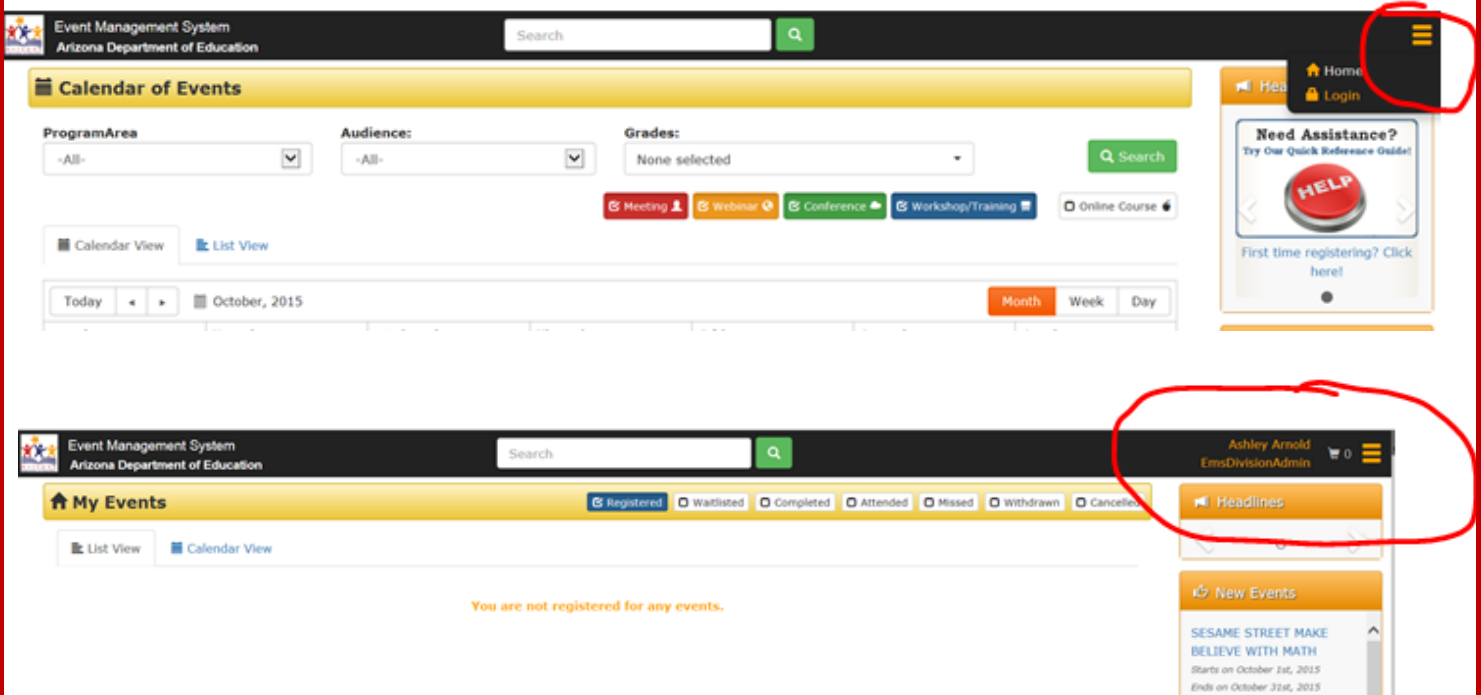 Event Management System
Arizona Department of Education
Search
Home
Login
Calendar of Events
Hea
ProgramArea
Audience:
Grades:
-All-
-All-
None selected
Search
Need Assistance?
Try Our Quick Reference Guide!
HELP
Meeting
Webinar
Conference
Workshop/Training
Online Course
Calendar View
List View
First time registering? Click
here!
Today
October, 2015
Month
Week
Day
Event Management System
Arizona Department of Education
Search
Ashley Arnold
EmsDivisionAdmin
0
My Events
Registered
Waitlisted
Completed
Attended
Missed
Withdrawn
Cancelled
Headlines
List View
Calendar View
You are not registered for any events.
New Events
SESAME STREET MAKE
BELIEVE WITH MATH
Starts on October 1st, 2015
Ends on October 31st, 2015